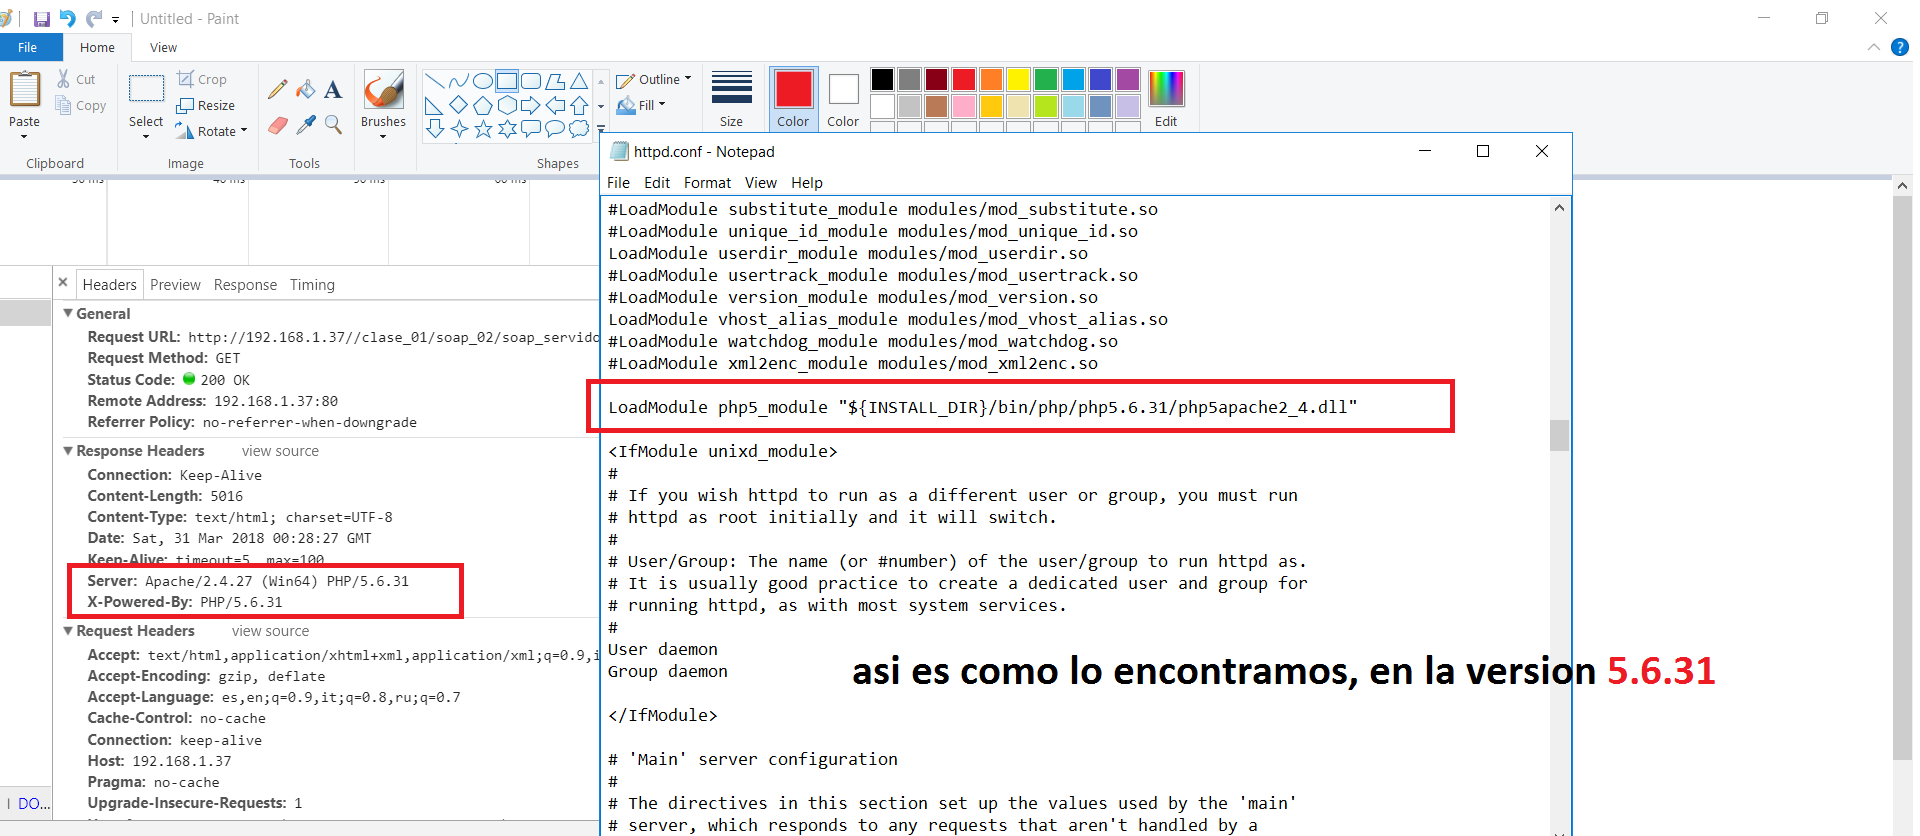 Untitled - Paint
File Home View
Paste
Cut
Copy
Clipboard
Select
Crop
Resize
Rotate
Image
A
Tools
Brushes
Shapes
Outline
Fill
Size
Color
Color
Edit
?
40 ms
Headers Preview Response Timing
General
Request URL: http://192.168.1.37//clase_01/soap_02/soap_servido
Request Method: GET
Status Code: 200 OK
Remote Address: 192.168.1.37:80
Referrer Policy: no-referrer-when-downgrade
Response Headers view source
Connection: Keep-Alive
Content-Length: 5016
Content-Type: text/html; charset=UTF-8
Date: Sat, 31 Mar 2018 00:28:27 GMT
Keep-Alive: timeout=5, max=100
Server: Apache/2.4.27 (Win64) PHP/5.6.31
X-Powered-By: PHP/5.6.31
Request Headers view source
Accept: text/html,application/xhtml+xml,application/xml;q=0.9,i
Accept-Encoding: gzip, deflate
Accept-Language: es,en;q=0.9,it;q=0.8,ru;q=0.7
Cache-Control: no-cache
Connection: keep-alive
Host: 192.168.1.37
Pragma: no-cache
Upgrade-Insecure-Requests: 1
DO...
httpd.conf - Notepad
File Edit Format View Help
#LoadModule substitute_module modules/mod_substitute.so
#LoadModule unique_id_module modules/mod_unique_id.so
LoadModule userdir_module modules/mod_userdir.so
#LoadModule usertrack_module modules/mod_usertrack.so
#LoadModule version_module modules/mod_version.so
LoadModule vhost_alias_module modules/mod_vhost_alias.so
#LoadModule watchdog_module modules/mod_watchdog.so
#LoadModule xml2enc_module modules/mod_xml2enc.so
LoadModule php5_module "${INSTALL_DIR}/bin/php/php5.6.31/php5apache2_4.dll"
<IfModule unixd_module>
#
# If you wish httpd to run as a different user or group, you must run
# httpd as root initially and it will switch.
#
# User/Group: The name (or #number) of the user/group to run httpd as.
# It is usually good practice to create a dedicated user and group for
# running httpd, as with most system services.
#
User daemon
Group daemon
asi es como lo encontramos, en la version 5.6.31
</IfModule>
# 'Main' server configuration
#
# The directives in this section set up the values used by the 'main'
# server, which responds to any requests that aren't handled by a